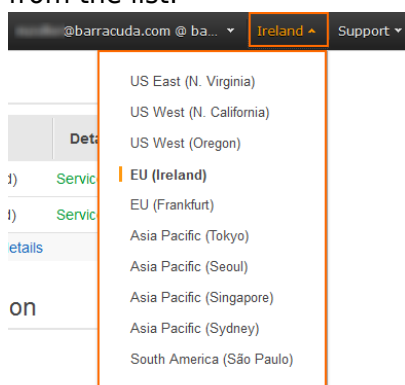 from the list.
@barracuda.com @ ba... Ireland Support
US East (N. Virginia)
US West (N. California)
Deta US West (Oregon)
l) Servic EU (Ireland)
l) Servic EU (Frankfurt)
etails Asia Pacific (Tokyo)
Asia Pacific (Seoul)
on Asia Pacific (Singapore)
Asia Pacific (Sydney)
South America (São Paulo)